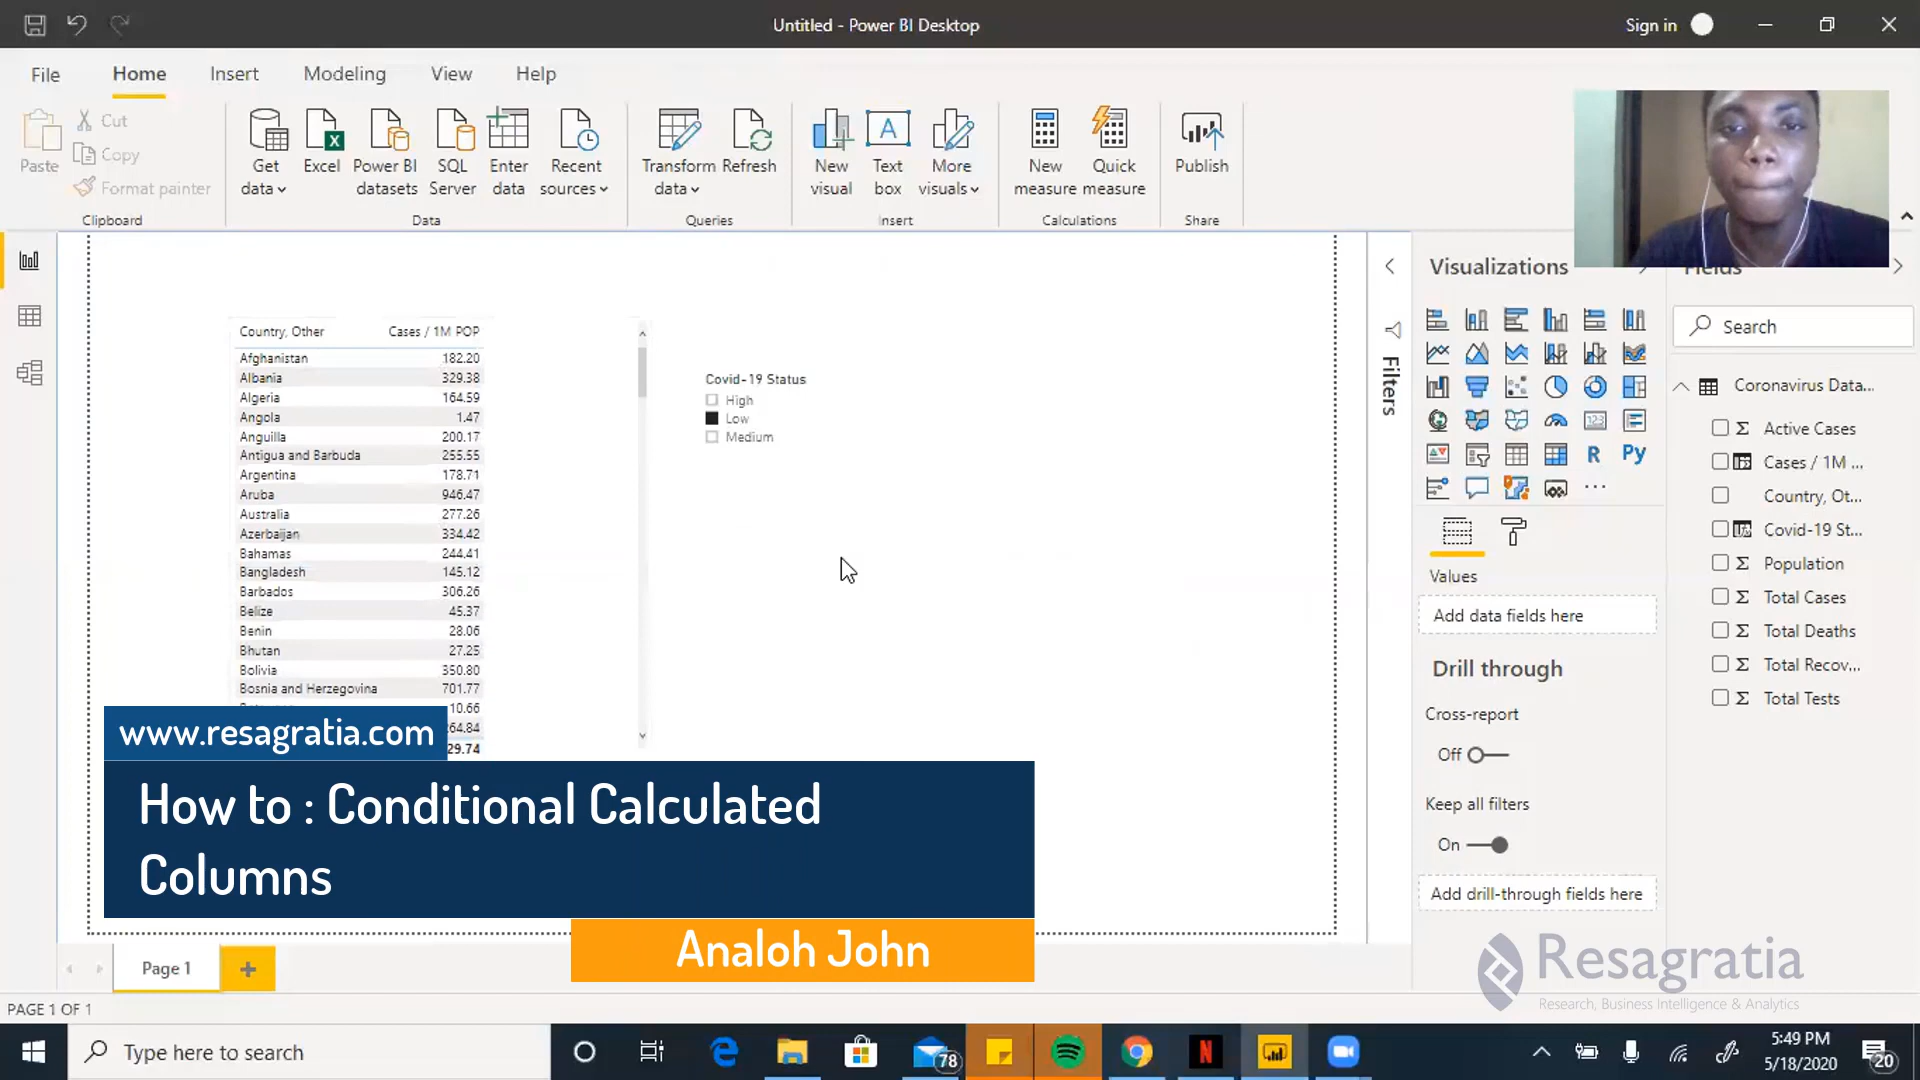 Untitled - Power BI Desktop
Sign in
File Home Insert Modeling View Help
Paste
Cut
Copy
Format painter
Clipboard
Get data
Excel
Power BI datasets
SQL Server
Enter data
Recent sources
Data
Transform data
Refresh
Queries
New visual
Text box
More visuals
Insert
New measure
Quick measure
Calculations
Publish
Share
Country, Other Cases / 1M POP
Afghanistan 182.20
Albania 329.38
Algeria 164.59
Angola 1.47
Anguilla 200.17
Antigua and Barbuda 255.55
Argentina 178.71
Aruba 946.47
Australia 277.26
Azerbaijan 334.42
Bahamas 244.41
Bangladesh 145.12
Barbados 306.26
Belize 45.37
Benin 28.06
Bhutan 27.25
Bolivia 350.80
Bosnia and Herzegovina 701.77
10.66
264.84
29.74
Covid-19 Status
High
Low
Medium
Filters
Visualizations
R Py
Values
Add data fields here
Drill through
Cross-report
Off
Keep all filters
On
Add drill-through fields here
Fields
Search
Coronavirus Data...
Active Cases
Cases / 1M ...
Country, Ot...
Covid-19 St...
Population
Total Cases
Total Deaths
Total Recov...
Total Tests
www.resagratia.com
How to : Conditional Calculated
Columns
Analoh John
Resagratia
Research, Business Intelligence & Analytics
Page 1
PAGE 1 OF 1
Type here to search
78
5:49 PM
5/18/2020
20